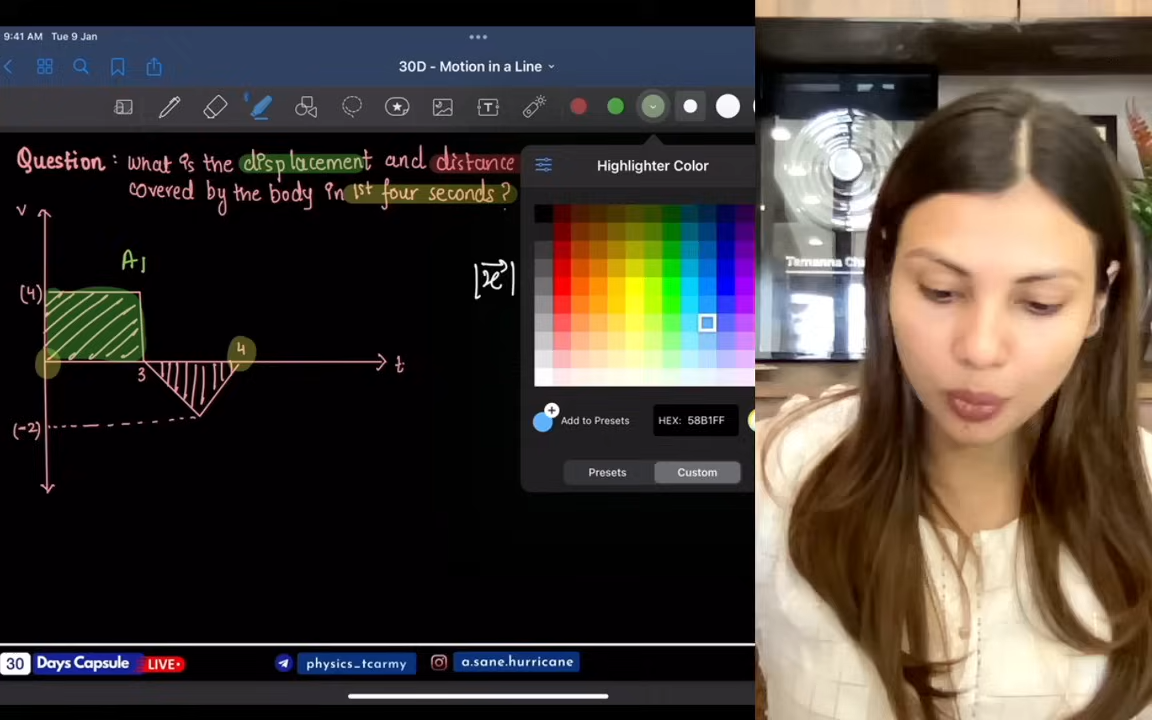 9:41 AM Tue 9 Jan
30D - Motion in a Line
Question: what is the displacement and distance
covered by the body in 1st four seconds?
Highlighter Color
v
A1
(4)
|x|
4
3
t
(-2)
Add to Presets
HEX: 58B1FF
Presets
Custom
30 Days Capsule LIVE
physics_tcarmy
a.sane.hurricane